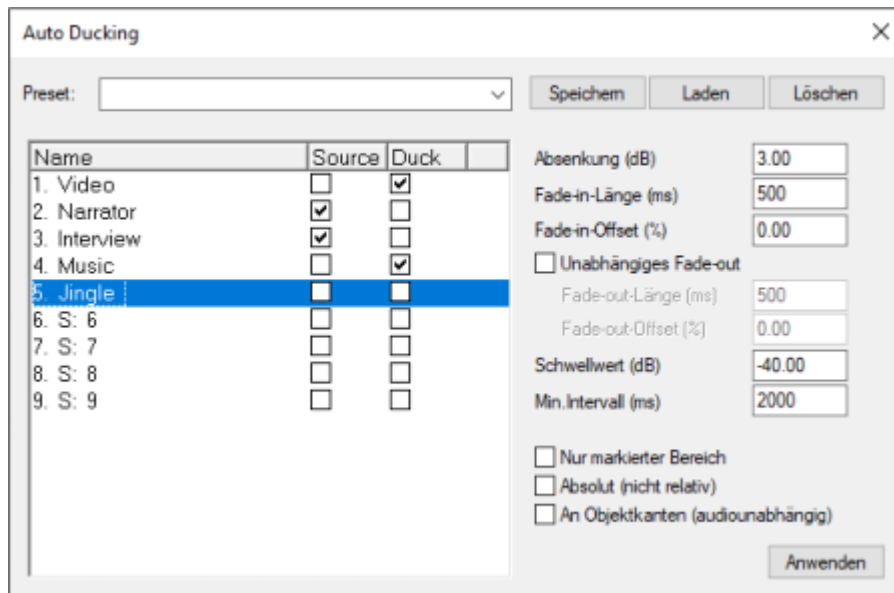 Auto Ducking
Preset:
Speichern Laden Löschen
Name Source Duck
1. Video
2. Narrator
3. Interview
4. Music
5. Jingle
6. S: 6
7. S: 7
8. S: 8
9. S: 9
Absenkung (dB) 3.00
Fade-in-Länge (ms) 500
Fade-in-Offset (%) 0.00
Unabhängiges Fade-out
Fade-out-Länge (ms) 500
Fade-out-Offset (%) 0.00
Schwellwert (dB) -40.00
Min.Intervall (ms) 2000
Nur markierter Bereich
Absolut (nicht relativ)
An Objektkanten (audiounabhängig)
Anwenden